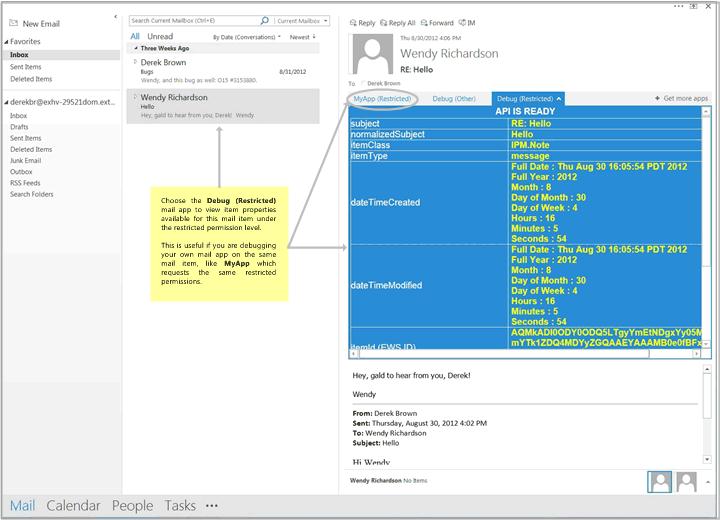 New Email
Favorites
Inbox
Sent Items
Deleted Items
derekbr@exhv-29521dom.ext...
Inbox
Drafts
Sent Items
Deleted Items
Junk Email
Outbox
RSS Feeds
Search Folders
Search Current Mailbox (Ctrl+E)
Current Mailbox
All Unread
By Date (Conversations) Newest
Three Weeks Ago
Derek Brown
Bugs 8/31/2012
Wendy, and this bug as well: O15 #3153880.
Wendy Richardson
Hello
Hey, glad to hear from you, Derek! Wendy
Choose the Debug (Restricted)
mail app to view item properties
available for this mail item under
the restricted permission level.
This is useful if you are debugging
your own mail app on the same
mail item, like MyApp which
requests the same restricted
permissions.
Reply Reply All Forward IM
Thu 8/30/2012 4:06 PM
Wendy Richardson
RE: Hello
To Derek Brown
MyApp (Restricted) Debug (Other) Debug (Restricted) + Get more apps
API IS READY
subject RE: Hello
normalizedSubject Hello
itemClass IPM.Note
itemType message
dateTimeCreated
Full Date : Thu Aug 30 16:05:54 PDT 2012
Full Year : 2012
Month : 8
Day of Month : 30
Day of Week : 4
Hours : 16
Minutes : 5
Seconds : 54
dateTimeModified
Full Date : Thu Aug 30 16:05:54 PDT 2012
Full Year : 2012
Month : 8
Day of Month : 30
Day of Week : 4
Hours : 16
Minutes : 5
Seconds : 54
itemId (EWS ID)
Hey, gald to hear from you, Derek!
Wendy
From: Derek Brown
Sent: Thursday, August 30, 2012 4:02 PM
To: Wendy Richardson
Subject: Hello
Hi Wendy
Wendy Richardson No Items
Mail Calendar People Tasks •••